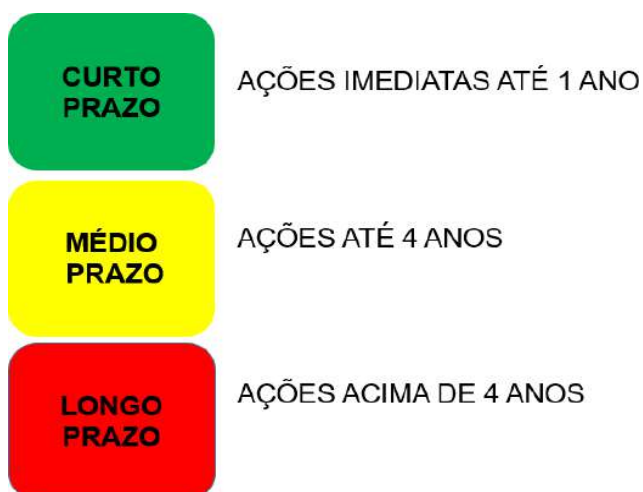 CURTO
PRAZO
AÇÕES IMEDIATAS ATÉ 1 ANO
MÉDIO
PRAZO
AÇÕES ATÉ 4 ANOS
LONGO
PRAZO
AÇÕES ACIMA DE 4 ANOS